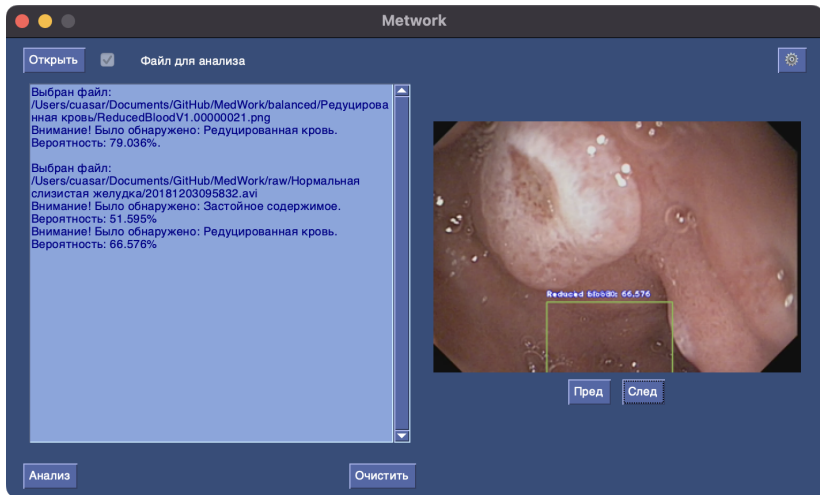 Metwork
Открыть
Файл для анализа
Выбран файл:
/Users/cuasar/Documents/GitHub/MedWork/balanced/Редуцирова
нная кровь/ReducedBloodV1.00000021.png
Внимание! Было обнаружено: Редуцированная кровь.
Вероятность: 79.036%.
Выбран файл:
/Users/cuasar/Documents/GitHub/MedWork/raw/Нормальная
слизистая желудка/20181203095832.avi
Внимание! Было обнаружено: Застойное содержимое.
Вероятность: 51.595%
Внимание! Было обнаружено: Редуцированная кровь.
Вероятность: 66.576%
Reduced 66.576
Пред
След
Анализ
Очистить